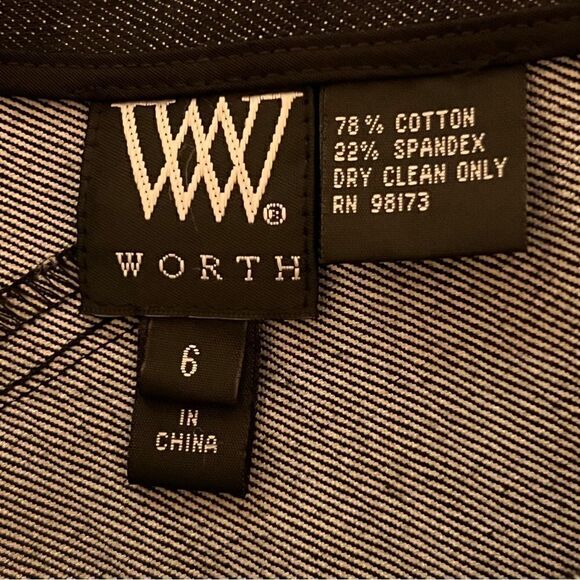 W
®
WORTH
78% COTTON
22% SPANDEX
DRY CLEAN ONLY
RN 98173
6
IN
CHINA